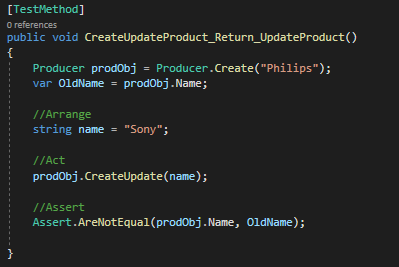 [TestMethod]
0 references
public void CreateUpdateProduct_Return_UpdateProduct()
{
Producer prodObj = Producer.Create("Philips");
var OldName = prodObj.Name;
//Arrange
string name = "Sony";
//Act
prodObj.CreateUpdate(name);
//Assert
Assert.AreNotEqual(prodObj.Name, OldName);
}